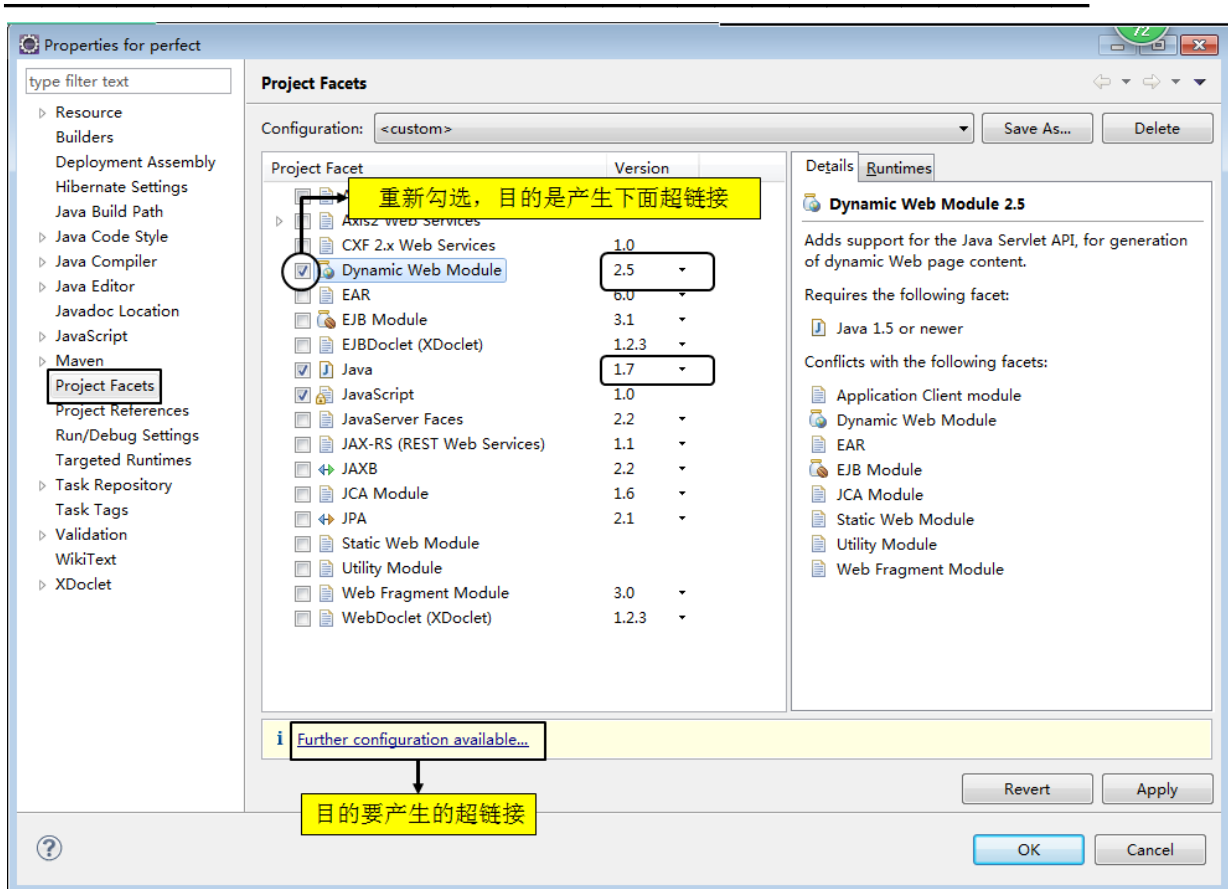 72
Properties for perfect
type filter text
Resource
Builders
Deployment Assembly
Hibernate Settings
Java Build Path
Java Code Style
Java Compiler
Java Editor
Javadoc Location
JavaScript
Maven
Project Facets
Project References
Run/Debug Settings
Targeted Runtimes
Task Repository
Task Tags
Validation
WikiText
XDoclet
Project Facets
Configuration: <custom> Save As... Delete
Project Facet Version
重新勾选，目的是产生下面超链接
Axis2 Web Services
CXF 2.x Web Services 1.0
Dynamic Web Module 2.5
EAR 6.0
EJB Module 3.1
EJBDoclet (XDoclet) 1.2.3
Java 1.7
JavaScript 1.0
JavaServer Faces 2.2
JAX-RS (REST Web Services) 1.1
JAXB 2.2
JCA Module 1.6
JPA 2.1
Static Web Module
Utility Module
Web Fragment Module 3.0
WebDoclet (XDoclet) 1.2.3
Details Runtimes
Dynamic Web Module 2.5
Adds support for the Java Servlet API, for generation
of dynamic Web page content.
Requires the following facet:
Java 1.5 or newer
Conflicts with the following facets:
Application Client module
Dynamic Web Module
EAR
EJB Module
JCA Module
Static Web Module
Utility Module
Web Fragment Module
i Further configuration available...
目的要产生的超链接
Revert Apply
? OK Cancel